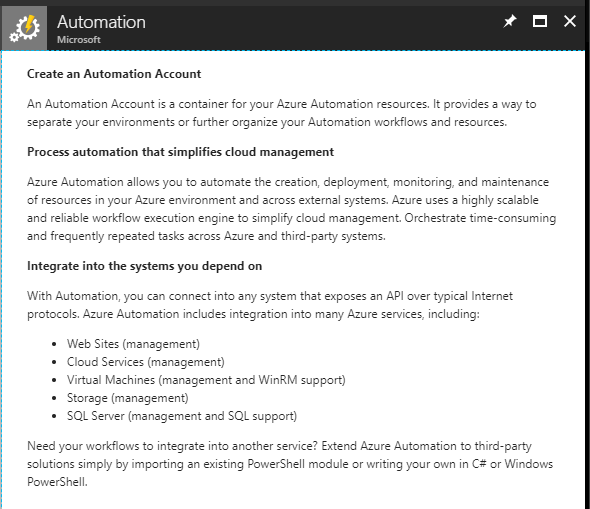 Automation
Microsoft
Create an Automation Account
An Automation Account is a container for your Azure Automation resources. It provides a way to
separate your environments or further organize your Automation workflows and resources.
Process automation that simplifies cloud management
Azure Automation allows you to automate the creation, deployment, monitoring, and maintenance
of resources in your Azure environment and across external systems. Azure uses a highly scalable
and reliable workflow execution engine to simplify cloud management. Orchestrate time-consuming
and frequently repeated tasks across Azure and third-party systems.
Integrate into the systems you depend on
With Automation, you can connect into any system that exposes an API over typical Internet
protocols. Azure Automation includes integration into many Azure services, including:
• Web Sites (management)
• Cloud Services (management)
• Virtual Machines (management and WinRM support)
• Storage (management)
• SQL Server (management and SQL support)
Need your workflows to integrate into another service? Extend Azure Automation to third-party
solutions simply by importing an existing PowerShell module or writing your own in C# or Windows
PowerShell.